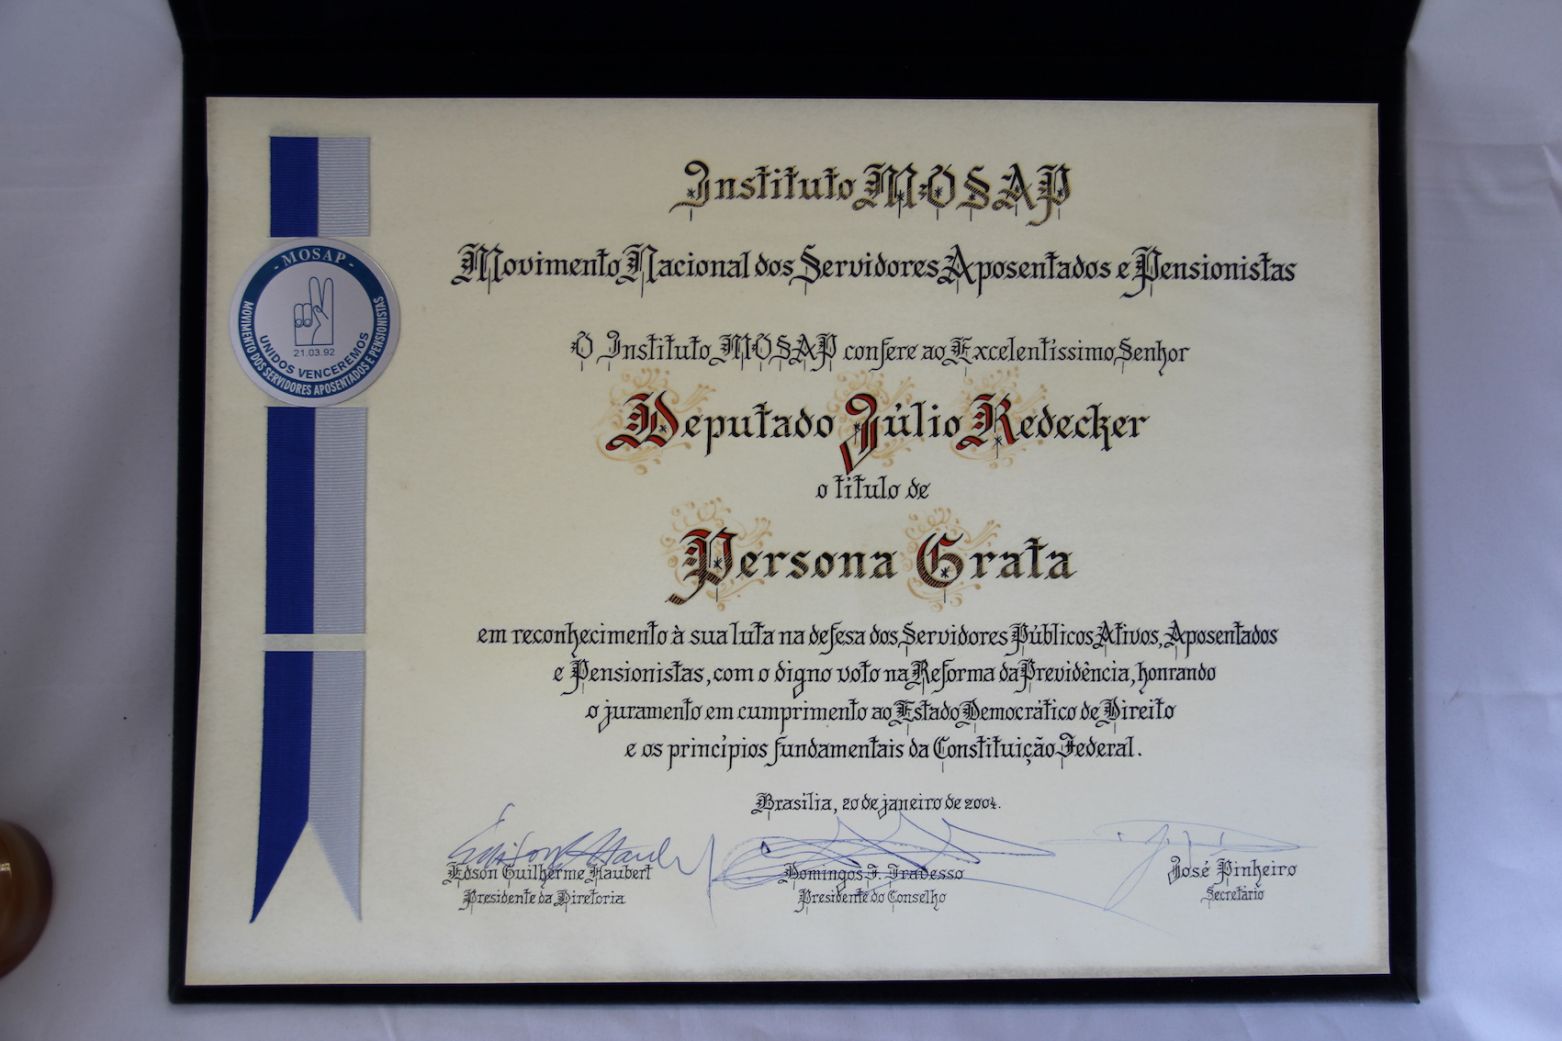 Instituto MOSAP
Movimento Nacional dos Servidores Aposentados e Pensionistas
O Instituto MOSAP confere ao Excelentíssimo Senhor
Deputado Júlio Redecker
o título de
Persona Grata
em reconhecimento à sua luta na defesa dos Servidores Públicos Ativos, Aposentados
e Pensionistas, com o digno voto na Reforma da Previdência, honrando
o juramento em cumprimento ao Estado Democrático de Direito
e os princípios fundamentais da Constituição Federal.
Brasília, 20 de janeiro de 2004.
Edson Guilherme Haubert
Presidente da Diretoria
Domingos F. Tradesso
Presidente do Conselho
José Pinheiro
Secretário
- MOSAP -
21.03.92
UNIDOS VENCEREMOS
MOVIMENTO DOS SERVIDORES APOSENTADOS E PENSIONISTAS